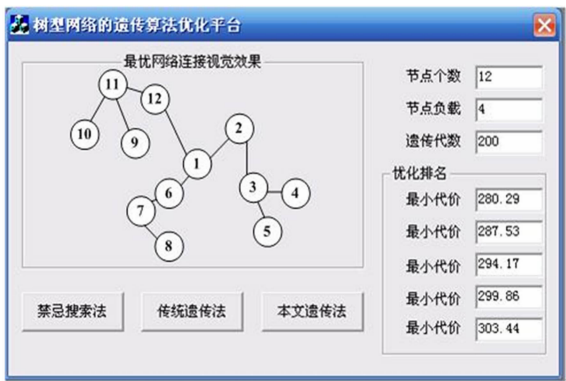 树型网络的遗传算法优化平台
最优网络连接视觉效果
11
12
10
9
2
1
6
3
4
7
5
8
节点个数 12
节点负载 4
遗传代数 200
优化排名
最小代价 280.29
最小代价 287.53
最小代价 294.17
最小代价 299.86
最小代价 303.44
禁忌搜索法 传统遗传法 本文遗传法